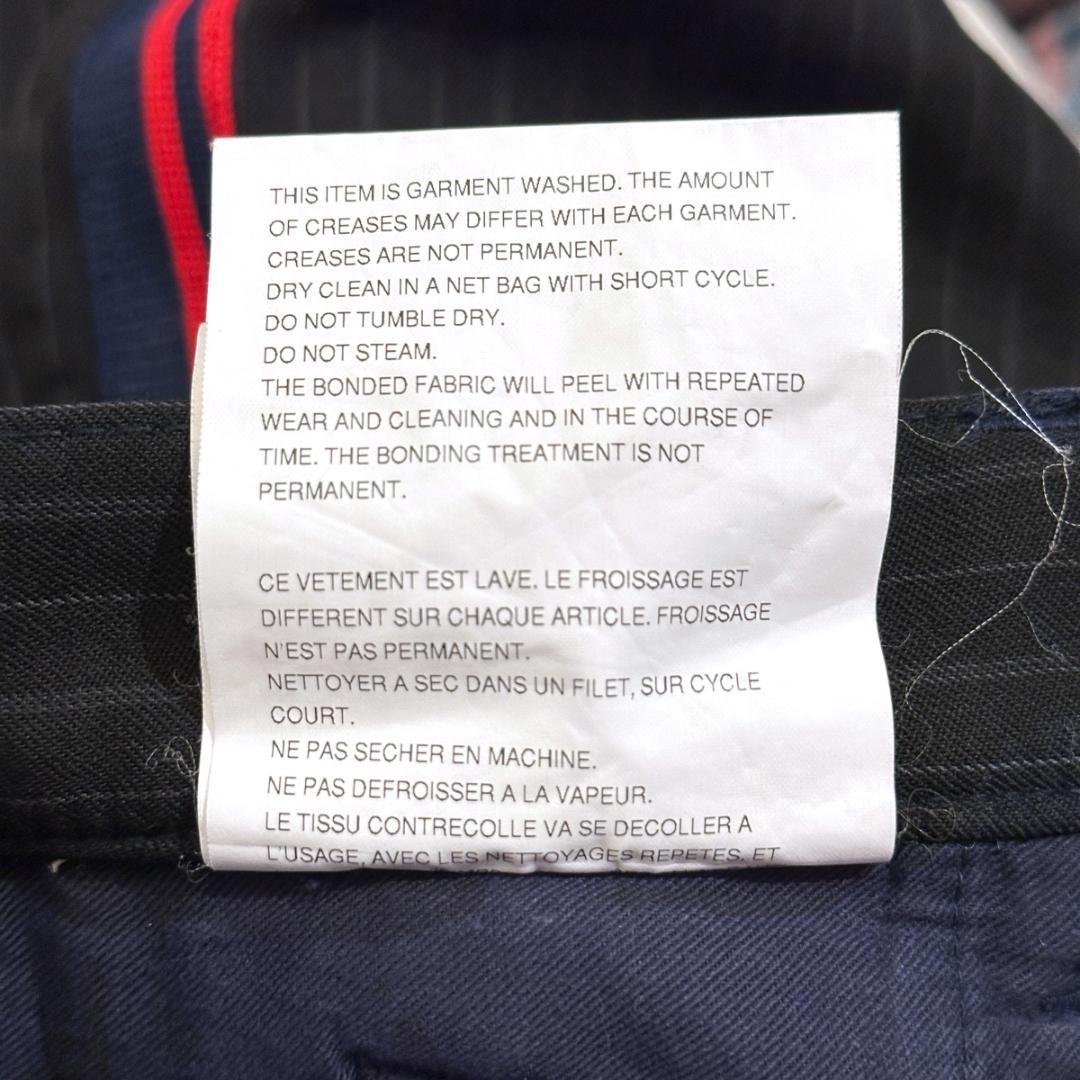 THIS ITEM IS GARMENT WASHED. THE AMOUNT
OF CREASES MAY DIFFER WITH EACH GARMENT.
CREASES ARE NOT PERMANENT.
DRY CLEAN IN A NET BAG WITH SHORT CYCLE.
DO NOT TUMBLE DRY.
DO NOT STEAM.
THE BONDED FABRIC WILL PEEL WITH REPEATED
WEAR AND CLEANING AND IN THE COURSE OF
TIME. THE BONDING TREATMENT IS NOT
PERMANENT.
CE VETEMENT EST LAVE. LE FROISSAGE EST
DIFFERENT SUR CHAQUE ARTICLE. FROISSAGE
N'EST PAS PERMANENT.
NETTOYER A SEC DANS UN FILET, SUR CYCLE
COURT.
NE PAS SECHER EN MACHINE.
NE PAS DEFROISSER A LA VAPEUR.
LE TISSU CONTRECOLLE VA SE DECOLLER A
L'USAGE, AVEC LES NETTOYAGES REPETES, ET